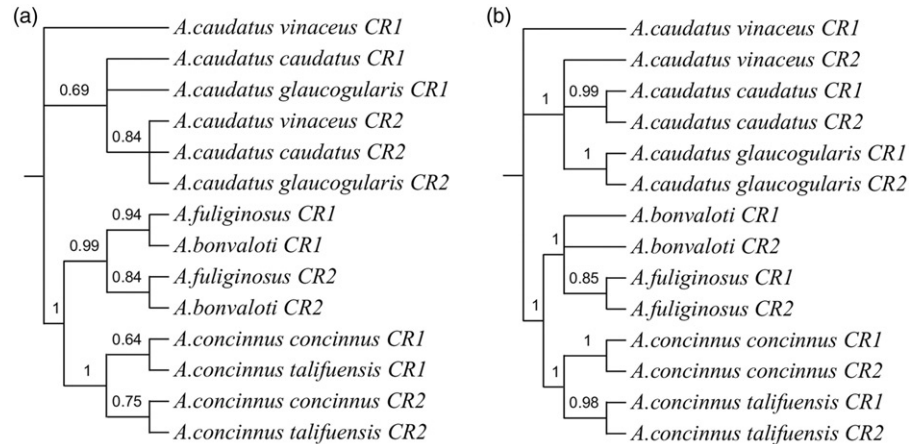 (a)
A.caudatus vinaceus CR1
A.caudatus caudatus CR1
0.69
A.caudatus glaucogularis CR1
A.caudatus vinaceus CR2
0.84
A.caudatus caudatus CR2
A.caudatus glaucogularis CR2
0.94
A.fuliginosus CR1
0.99
A.bonvaloti CR1
0.84
A.fuliginosus CR2
A.bonvaloti CR2
1
0.64
A.concinnus concinnus CR1
1
A.concinnus talifuensis CR1
0.75
A.concinnus concinnus CR2
A.concinnus talifuensis CR2
(b)
A.caudatus vinaceus CR1
A.caudatus vinaceus CR2
0.99
A.caudatus caudatus CR1
1
A.caudatus caudatus CR2
1
A.caudatus glaucogularis CR1
A.caudatus glaucogularis CR2
A.bonvaloti CR1
1
A.bonvaloti CR2
0.85
A.fuliginosus CR1
A.fuliginosus CR2
1
1
A.concinnus concinnus CR1
1
A.concinnus concinnus CR2
0.98
A.concinnus talifuensis CR1
A.concinnus talifuensis CR2